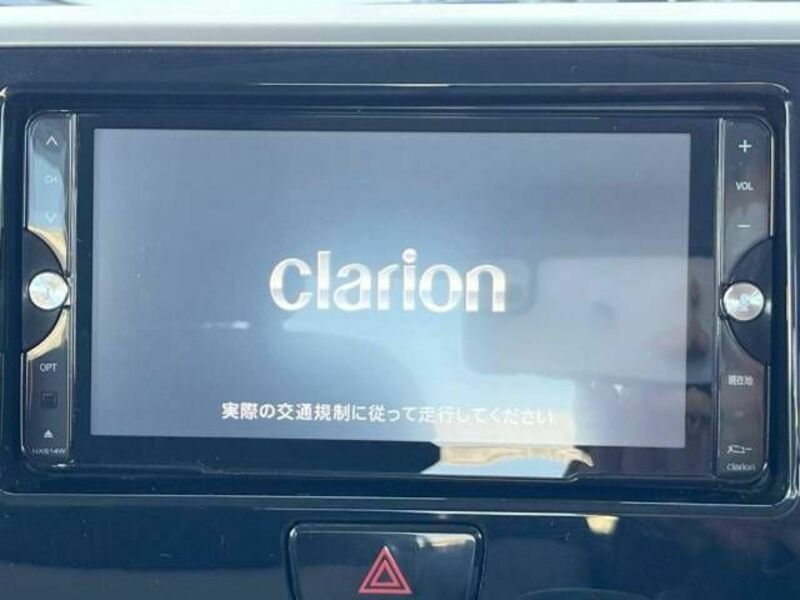 CH
OPT
NX614W
clarion
実際の交通規制に従って走行してください
VOL
現在地
メニュー
clarion